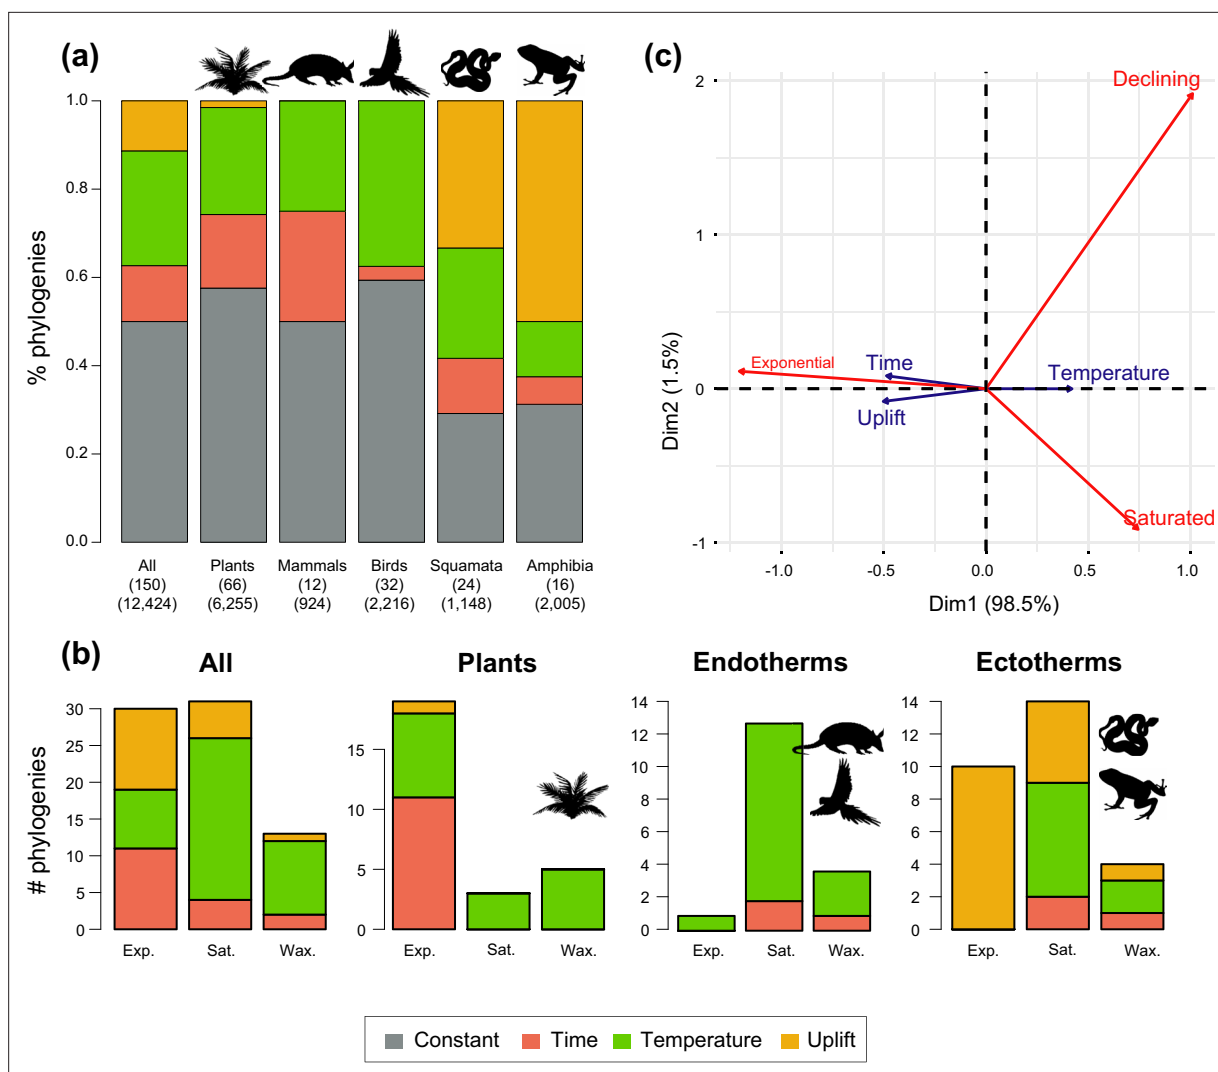 (a)
% phylogenies
1.0
0.8
0.6
0.4
0.2
0.0
All Plants Mammals Birds Squamata Amphibia
(150) (66) (12) (32) (24) (16)
(12,424) (6,255) (924) (2,216) (1,148) (2,005)
(c)
Dim2 (1.5%)
2
1
0
-1
Declining
Exponential
Time
Temperature
Uplift
Saturated
-1.0 -0.5 0.0 0.5 1.0
Dim1 (98.5%)
(b)
# phylogenies
All
30
25
20
15
10
5
0
Exp. Sat. Wax.
Plants
15
10
5
0
Exp. Sat. Wax.
Endotherms
14
12
10
8
6
4
2
0
Exp. Sat. Wax.
Ectotherms
14
12
10
8
6
4
2
0
Exp. Sat. Wax.
Constant Time Temperature Uplift